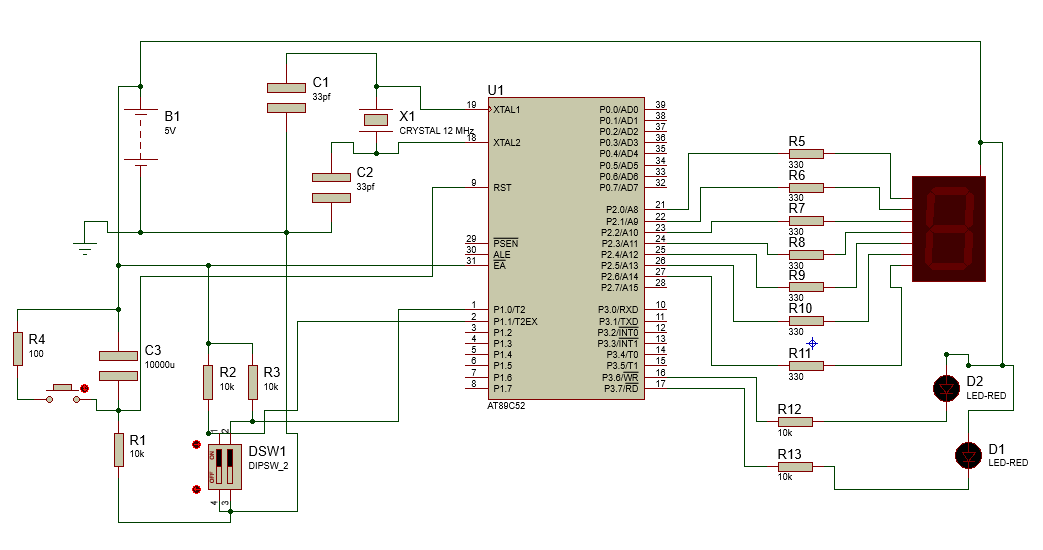 B1
5V
C1
33pf
X1
CRYSTAL 12 MHz
C2
33pf
U1
19 XTAL1
18 XTAL2
9 RST
29 PSEN
30 ALE
31 EA
1 P1.0/T2
2 P1.1/T2EX
3 P1.2
4 P1.3
5 P1.4
6 P1.5
7 P1.6
8 P1.7
P0.0/AD0 39
P0.1/AD1 38
P0.2/AD2 37
P0.3/AD3 36
P0.4/AD4 35
P0.5/AD5 34
P0.6/AD6 33
P0.7/AD7 32
P2.0/A8 21
P2.1/A9 22
P2.2/A10 23
P2.3/A11 24
P2.4/A12 25
P2.5/A13 26
P2.6/A14 27
P2.7/A15 28
P3.0/RXD 10
P3.1/TXD 11
P3.2/INT0 12
P3.3/INT1 13
P3.4/T0 14
P3.5/T1 15
P3.6/WR 16
P3.7/RD 17
AT89C52
R5
330
R6
330
R7
330
R8
330
R9
330
R10
330
R11
330
R12
10k
R13
10k
D2
LED-RED
D1
LED-RED
R4
100
C3
10000u
R2
10k
R3
10k
R1
10k
DSW1
DIPSW_2
1 2
ON
OFF
4 3